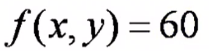 f(x, y) = 60